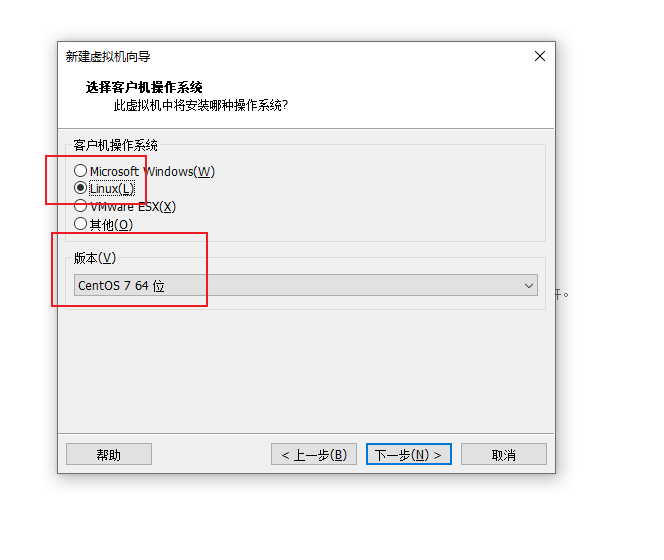 新建虚拟机向导
选择客户机操作系统
此虚拟机中将安装哪种操作系统?
客户机操作系统
Microsoft Windows(W)
Linux(L)
VMware ESX(X)
其他(O)
版本(V)
CentOS 7 64 位
。
帮助
< 上一步(B)
下一步(N) >
取消